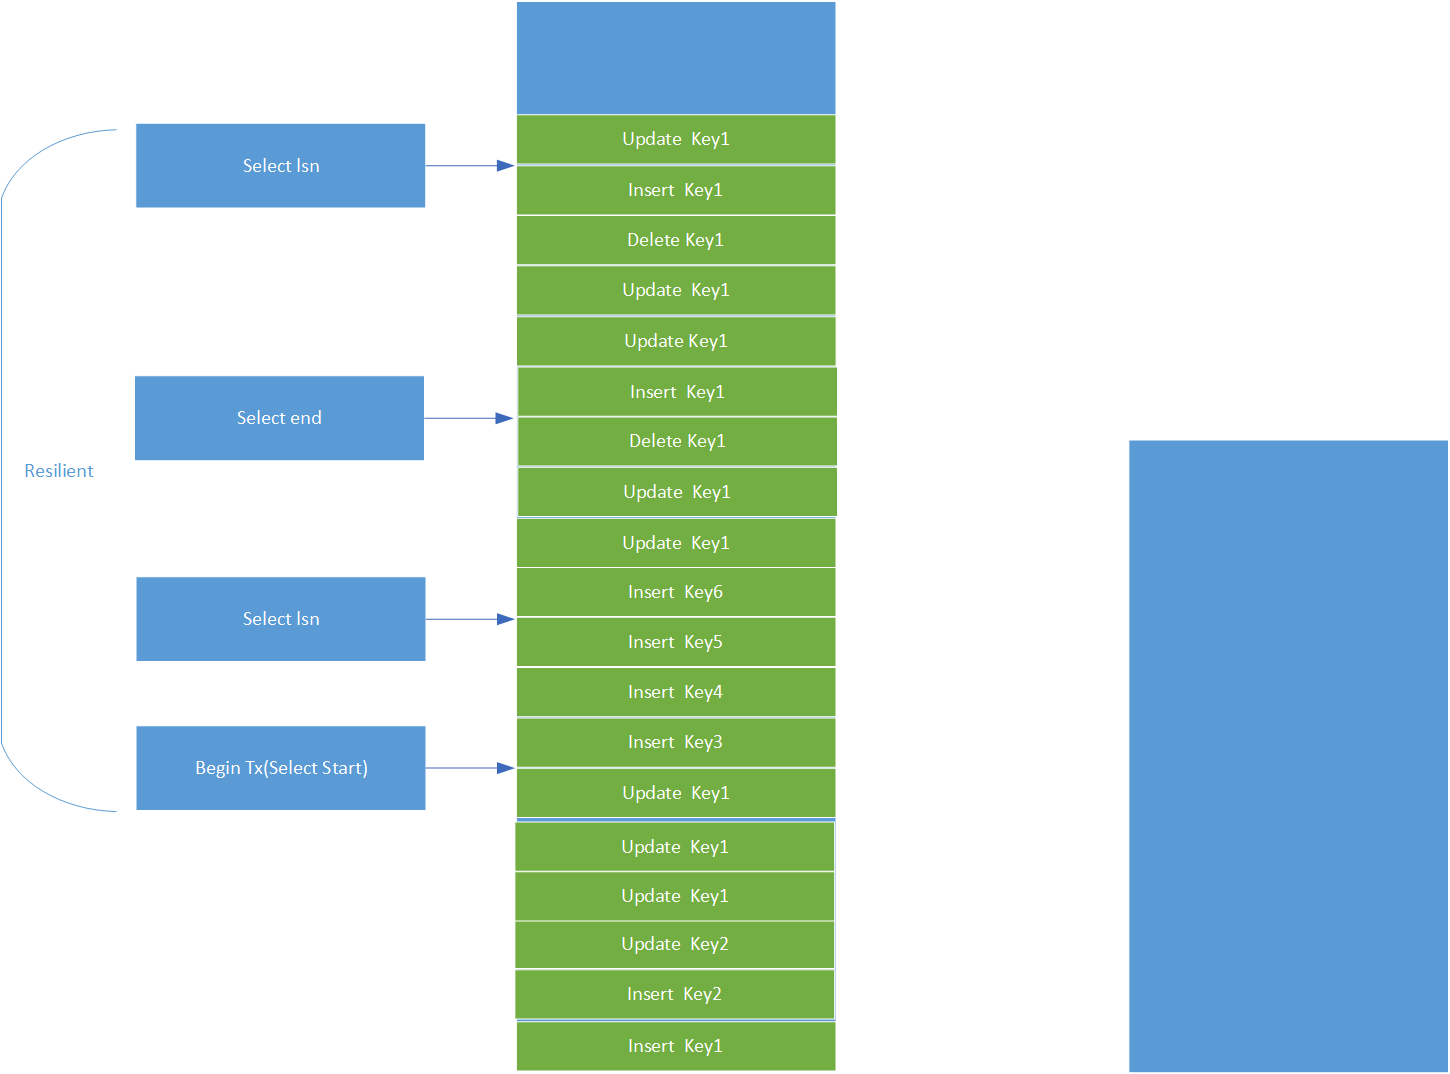 Resilient
Select lsn
Select end
Select lsn
Begin Tx(Select Start)
Update Key1
Insert Key1
Delete Key1
Update Key1
Update Key1
Insert Key1
Delete Key1
Update Key1
Update Key1
Insert Key6
Insert Key5
Insert Key4
Insert Key3
Update Key1
Update Key1
Update Key1
Update Key2
Insert Key2
Insert Key1